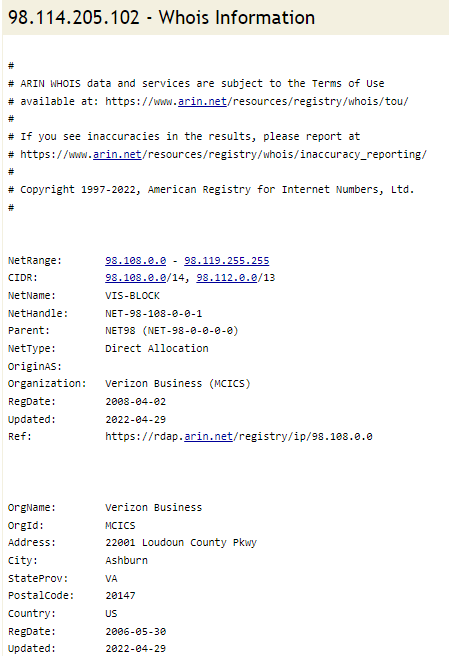 98.114.205.102 - Whois Information
#
# ARIN WHOIS data and services are subject to the Terms of Use
# available at: https://www.arin.net/resources/registry/whois/tou/
#
# If you see inaccuracies in the results, please report at
# https://www.arin.net/resources/registry/whois/inaccuracy_reporting/
#
# Copyright 1997-2022, American Registry for Internet Numbers, Ltd.
#
NetRange: 98.108.0.0 - 98.119.255.255
CIDR: 98.108.0.0/14, 98.112.0.0/13
NetName: VIS-BLOCK
NetHandle: NET-98-108-0-0-1
Parent: NET98 (NET-98-0-0-0-0)
NetType: Direct Allocation
OriginAS:
Organization: Verizon Business (MCICS)
RegDate: 2008-04-02
Updated: 2022-04-29
Ref: https://rdap.arin.net/registry/ip/98.108.0.0
OrgName: Verizon Business
OrgId: MCICS
Address: 22001 Loudoun County Pkwy
City: Ashburn
StateProv: VA
PostalCode: 20147
Country: US
RegDate: 2006-05-30
Updated: 2022-04-29